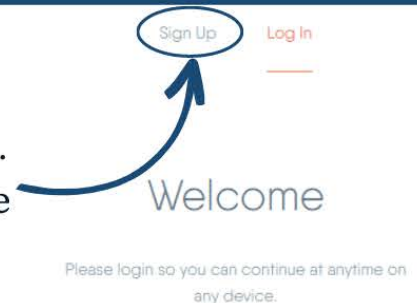 Sign Up Log In
.
e
Welcome
Please login so you can continue at anytime on
any device.